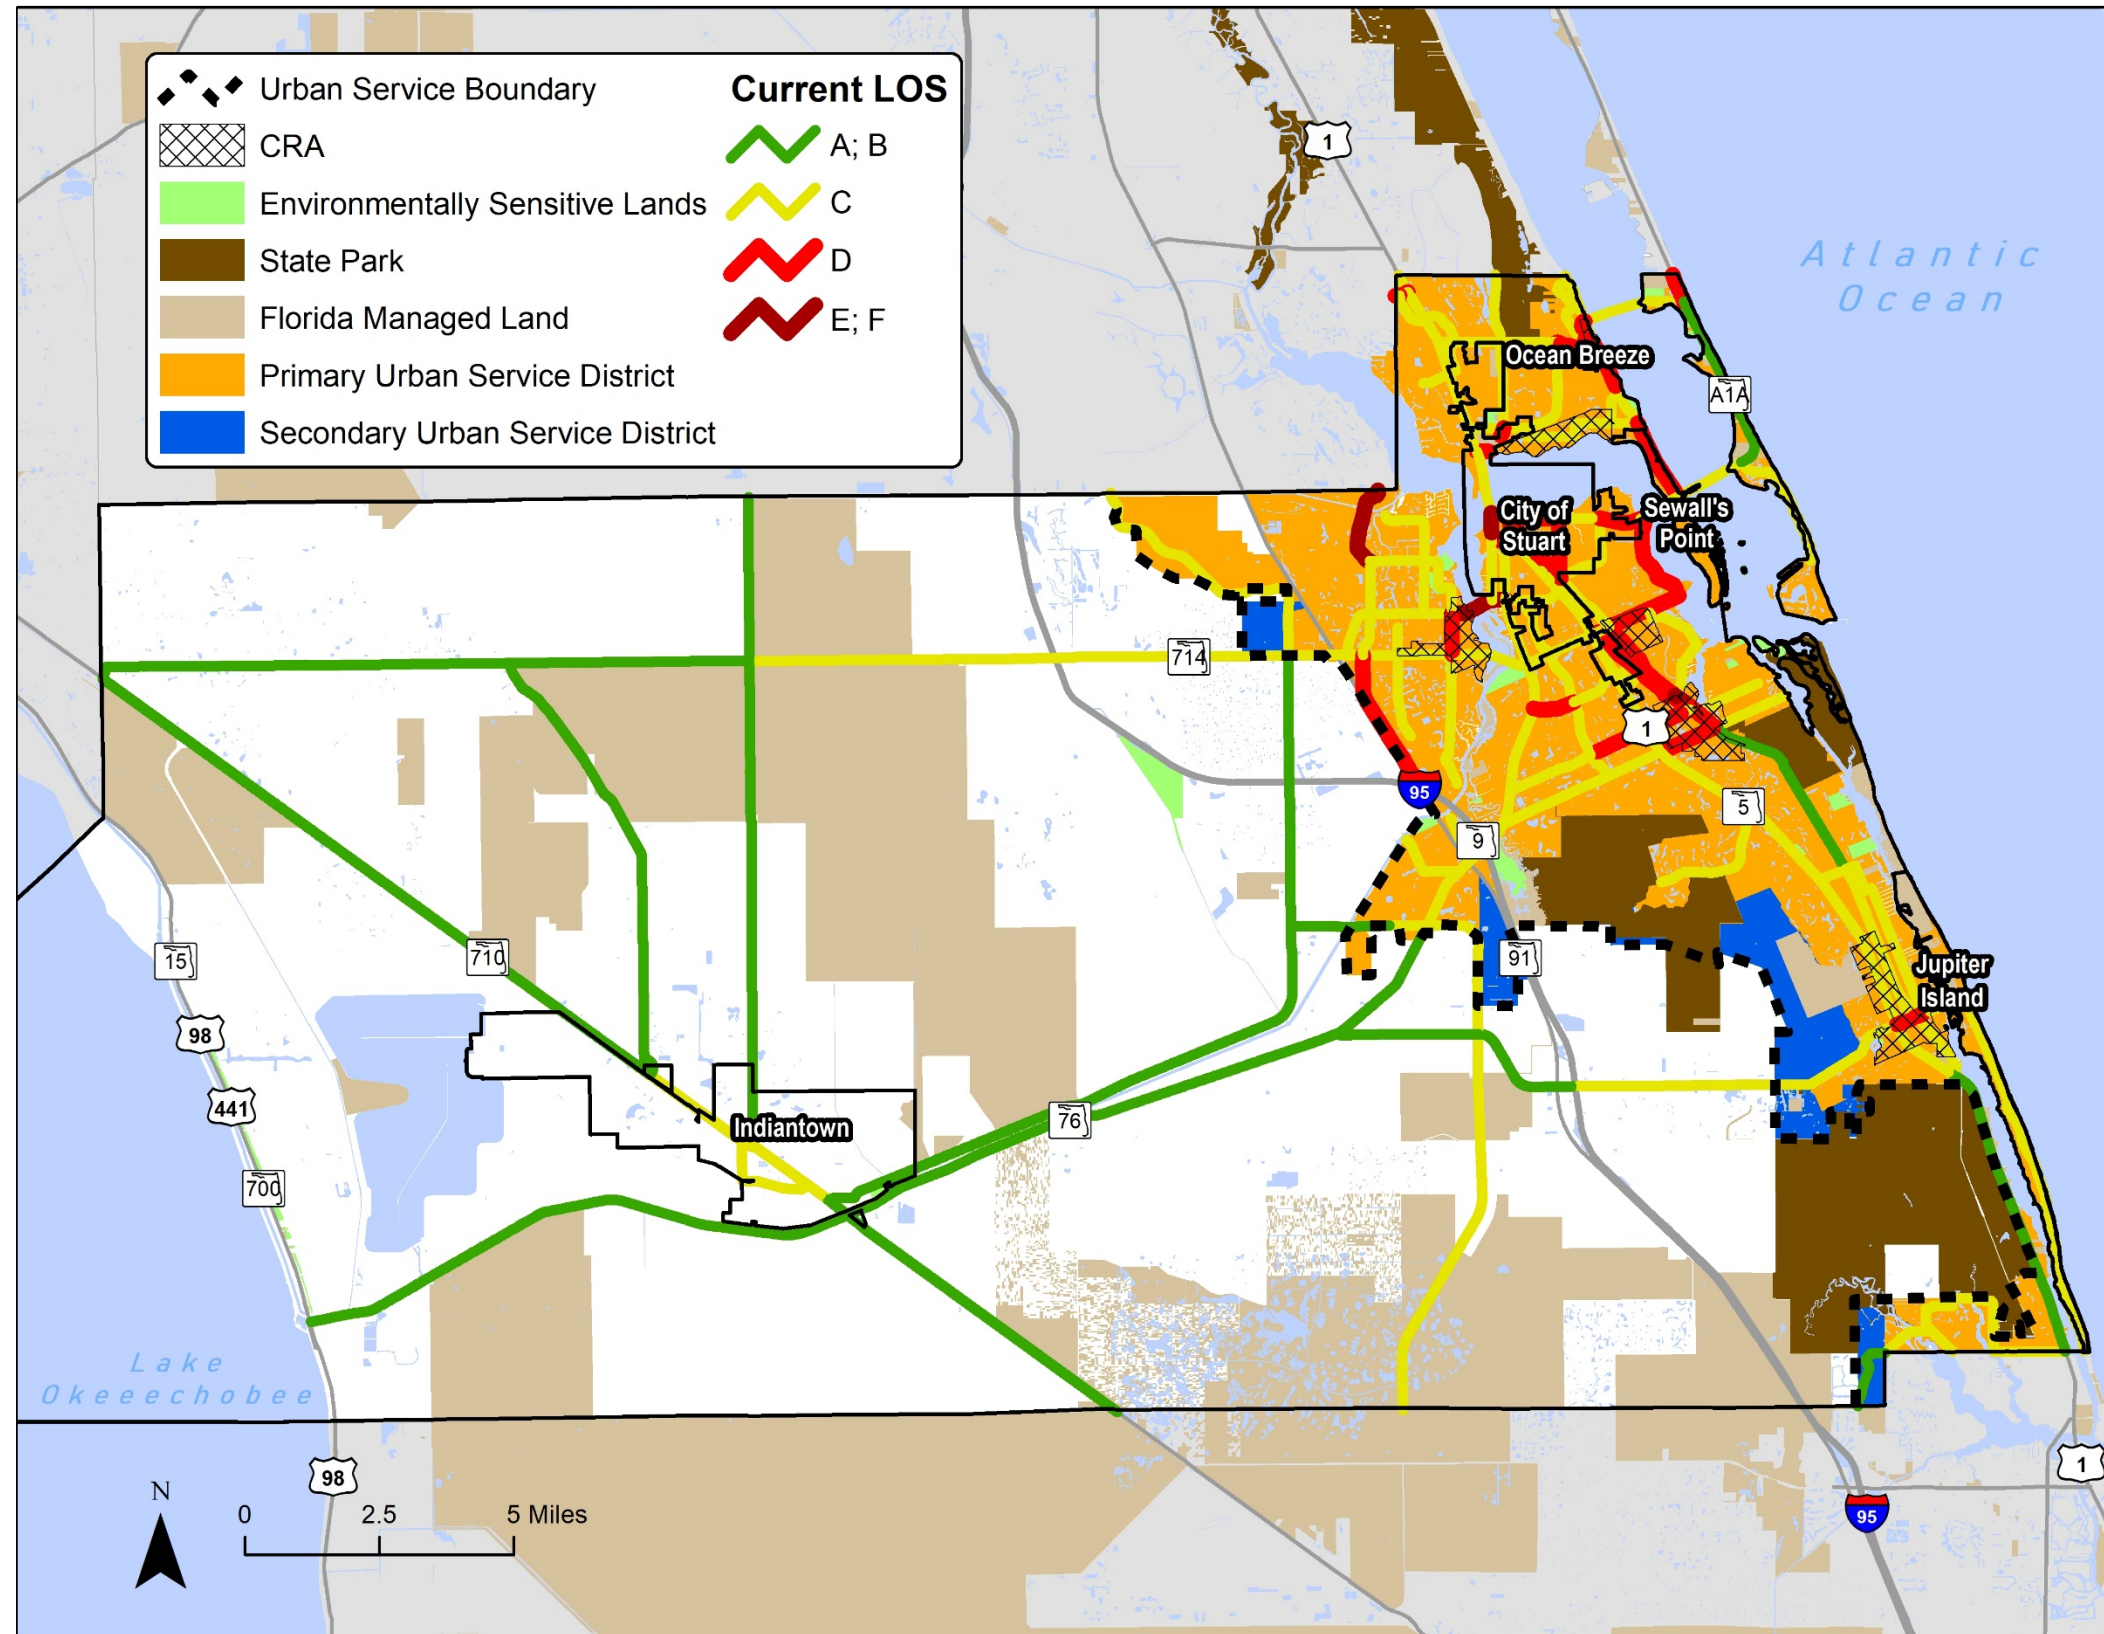 Urban Service Boundary
CRA
Environmentally Sensitive Lands
State Park
Florida Managed Land
Primary Urban Service District
Secondary Urban Service District
Current LOS
A; B
C
D
E; F
1
Atlantic
Ocean
Ocean Breeze
A1A
City of
Stuart
Sewall's
Point
714
1
95
5
9
15
710
91
Jupiter
Island
98
441
Indiantown
76
700
Lake
Okeeechobee
98
1
95
N
0
2.5
5 Miles